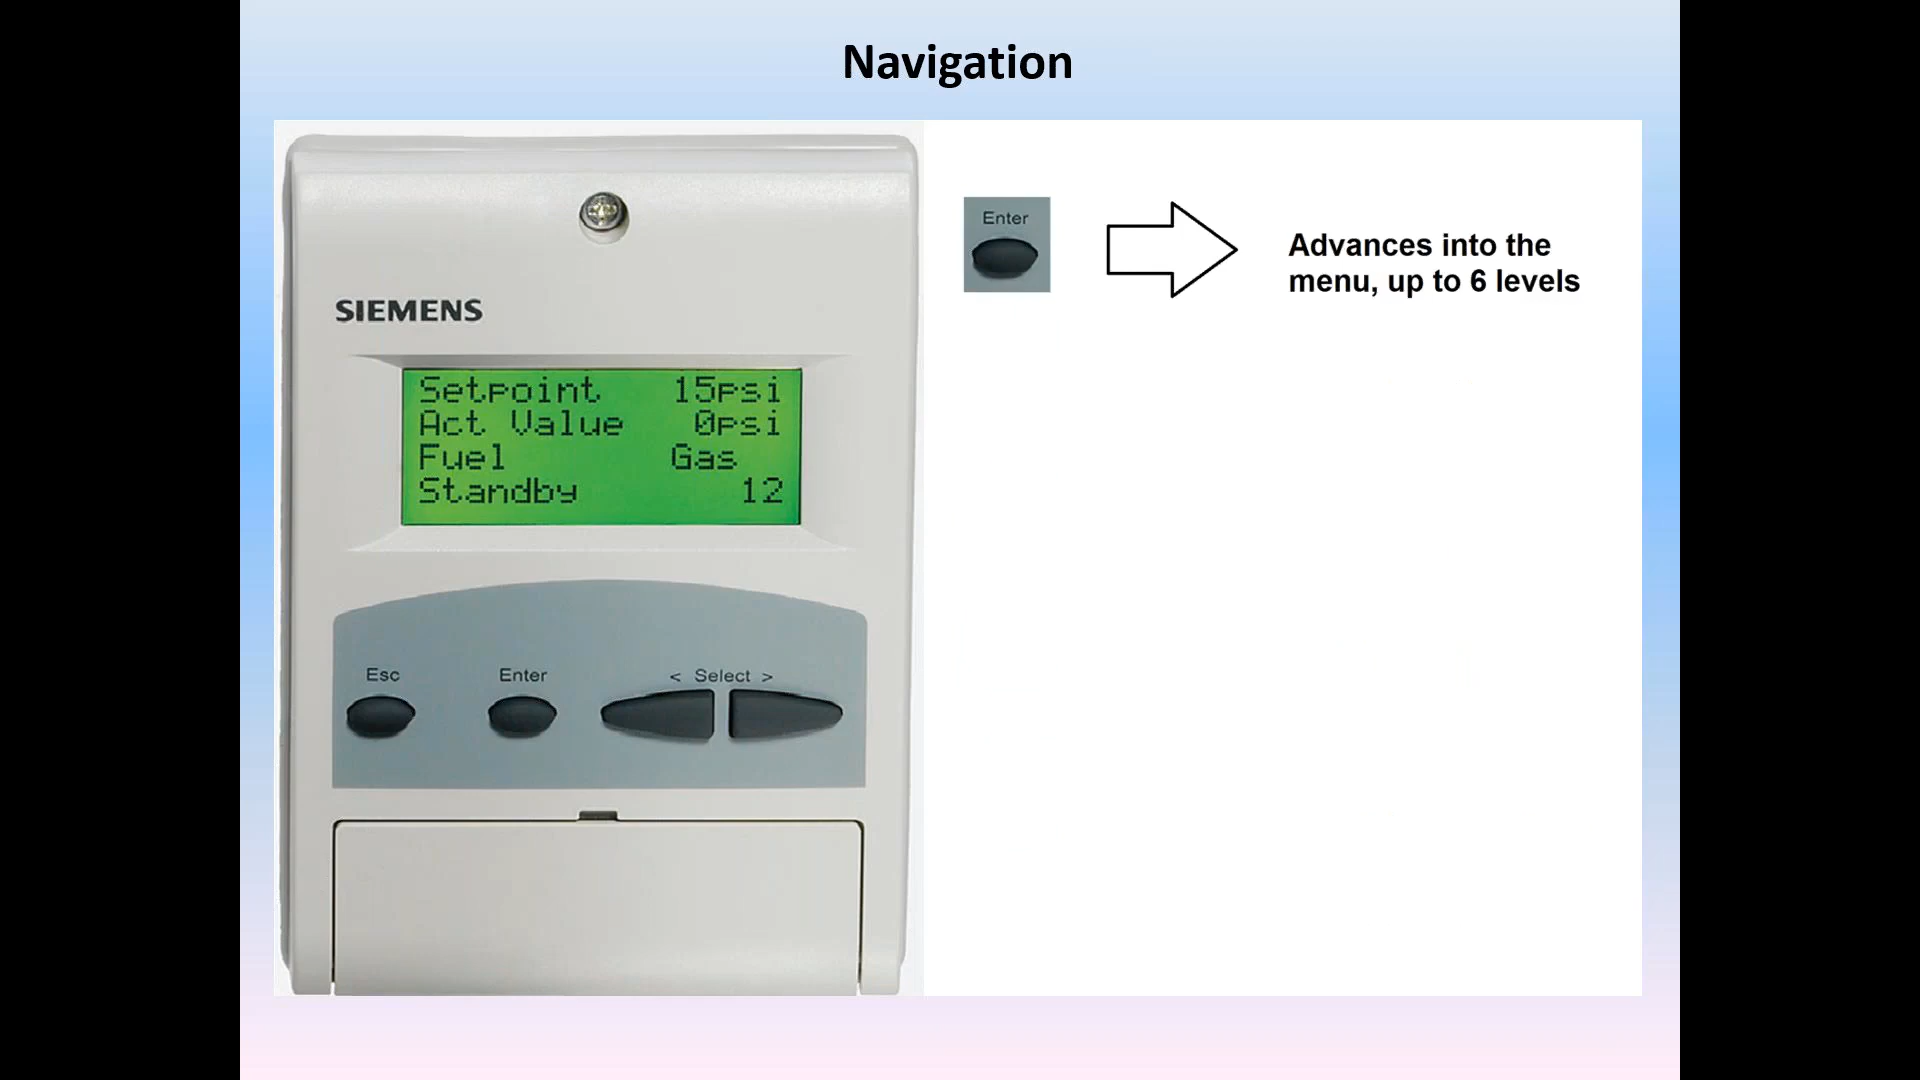 Navigation
SIEMENS
Setpoint 15psi
Act Value 0psi
Fuel Gas
Standby 12
Esc Enter < Select >
Enter
Advances into the
menu, up to 6 levels